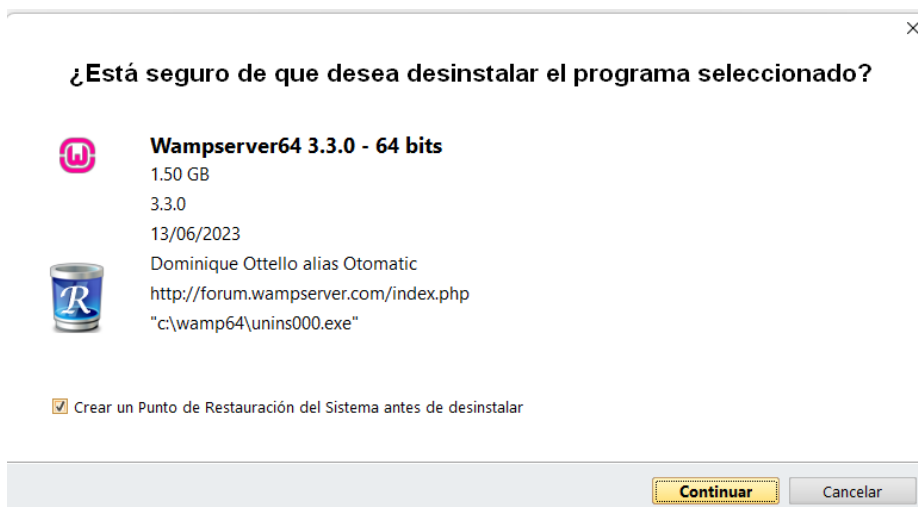 ¿Está seguro de que desea desinstalar el programa seleccionado?
Wampserver64 3.3.0 - 64 bits
1.50 GB
3.3.0
13/06/2023
Dominique Ottello alias Otomatic
http://forum.wampserver.com/index.php
"c:\wamp64\unins000.exe"
Crear un Punto de Restauración del Sistema antes de desinstalar
Continuar
Cancelar